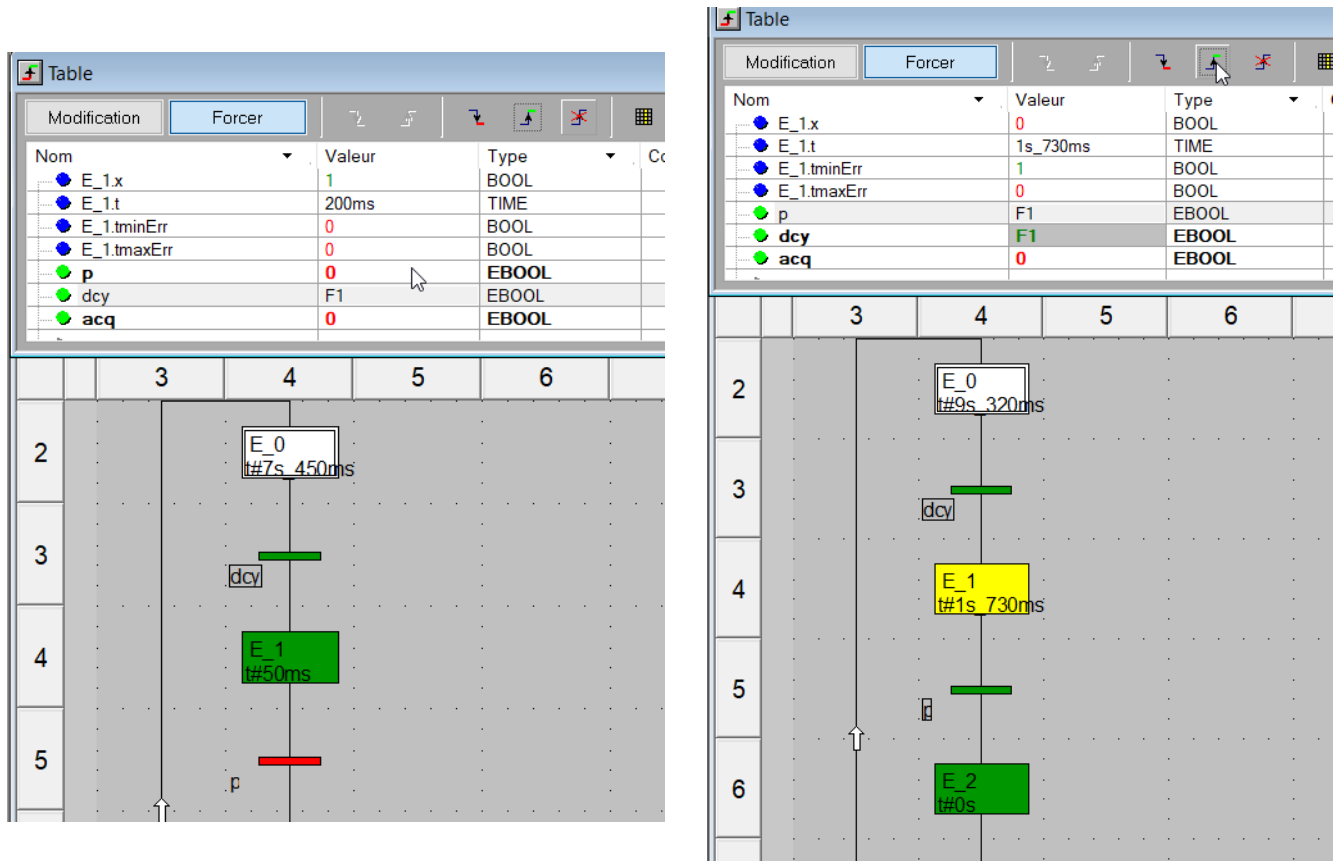 Table
Modification Forcer
Nom Valeur Type Co
E_1.x 1 BOOL
E_1.t 200ms TIME
E_1.tminErr 0 BOOL
E_1.tmaxErr 0 BOOL
p 0 EBOOL
dcy F1 EBOOL
acq 0 EBOOL
3 4 5 6
2
E_0
t#7s_450ms
3
dcy
4
E_1
t#50ms
5
p
Table
Modification Forcer
Nom Valeur Type
E_1.x 0 BOOL
E_1.t 1s_730ms TIME
E_1.tminErr 1 BOOL
E_1.tmaxErr 0 BOOL
p F1 EBOOL
dcy F1 EBOOL
acq 0 EBOOL
3 4 5 6
2
E_0
t#9s_320ms
3
dcy
4
E_1
t#1s_730ms
5
p
6
E_2
t#0s